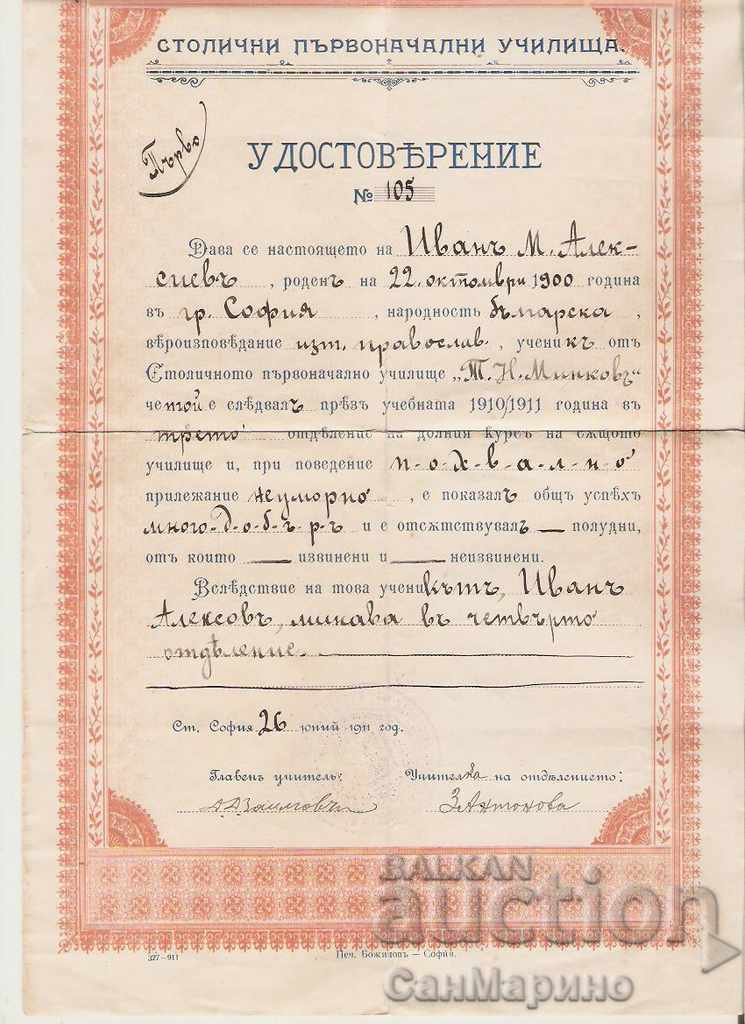 СТОЛИЧНИ ПЪРВОНАЧАЛНИ УЧИЛИЩА.
Първо
УДОСТОВѢРЕНИЕ
№ 105
Дава се настоящето на Иванъ М. Алек-
сиевъ, роденъ на 22. октомври 1900 година
въ гр. София, народность българска,
вѣроизповѣдание изт. православ., ученикъ отъ
Столичното първоначално училище „Т. Н. Минковъ“
че той е слѣдвалъ прѣзъ учебната 1910/1911 година въ
трето отдѣление на долния курсъ на сѫщото
училище и, при поведение п-о-х-в-а-л-н-о
прилежание неуморно, е показалъ общъ успѣхъ
много-д-о-б-ъ-р-ъ и е отсѫтствувалъ — полудни,
отъ които — извинени и — неизвинени.
Вслѣдствие на това ученикътъ, Иванъ
Алексовъ, минава въ четвърто
отдѣление.
Ст. София, 26 юний 1911 год.
Главенъ учитель: Учителка на отдѣлението:
З. Антонова
327—911 Печ. Божиловъ — София.
BALKAN
auction
СанМарино